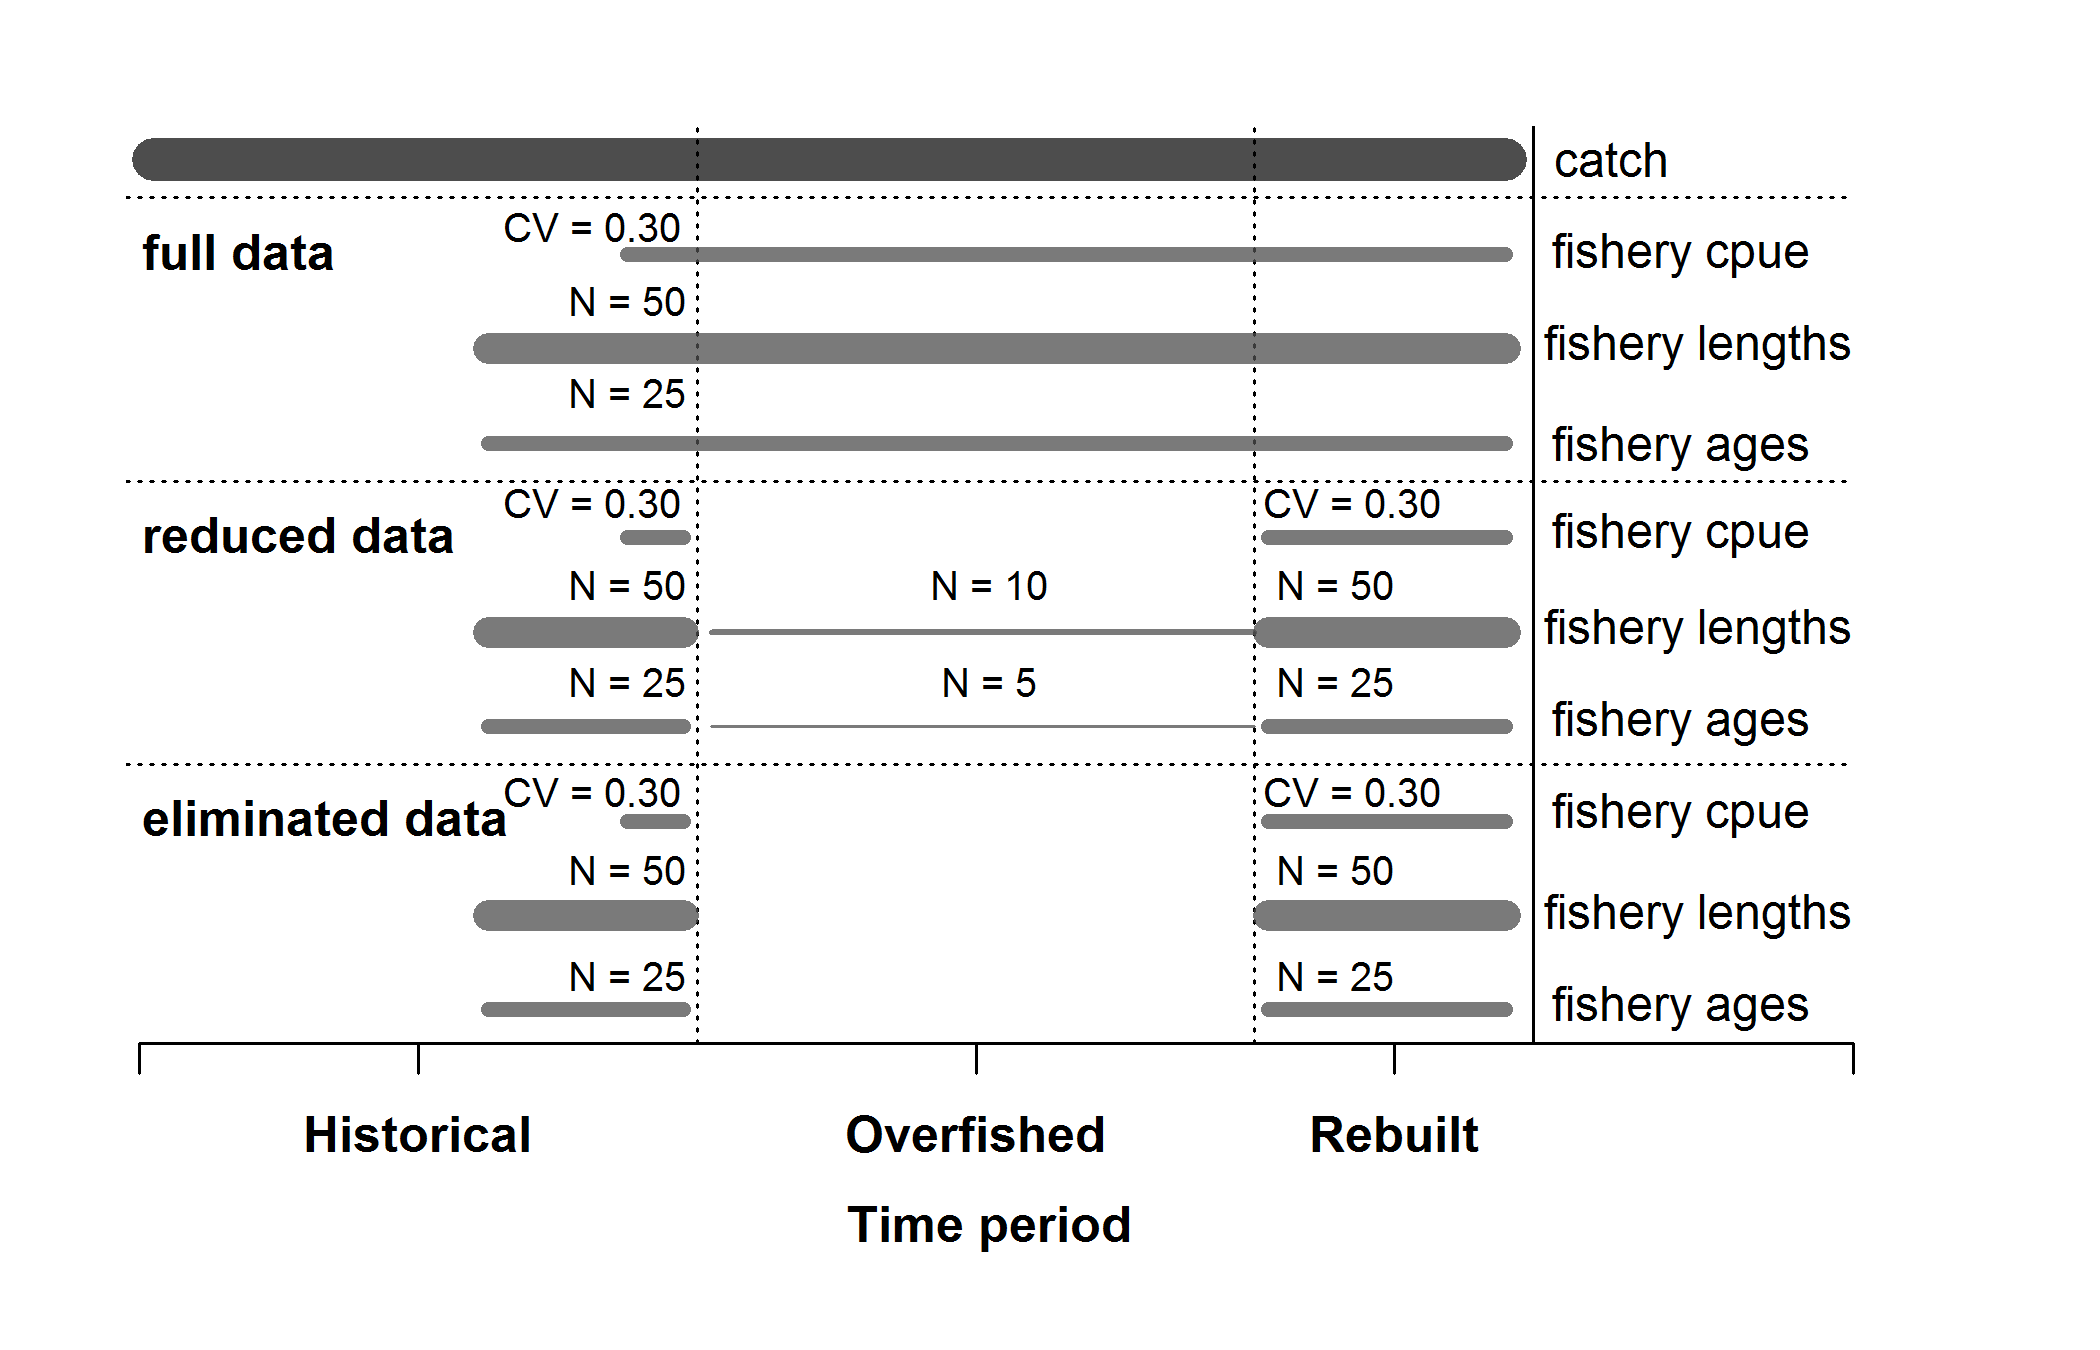 catch
full data
CV = 0.30
fishery cpue
N = 50
fishery lengths
N = 25
fishery ages
reduced data
CV = 0.30
CV = 0.30
fishery cpue
N = 50
N = 10
N = 50
fishery lengths
N = 25
N = 5
N = 25
fishery ages
eliminated data
CV = 0.30
CV = 0.30
fishery cpue
N = 50
N = 50
fishery lengths
N = 25
N = 25
fishery ages
Historical
Overfished
Rebuilt
Time period